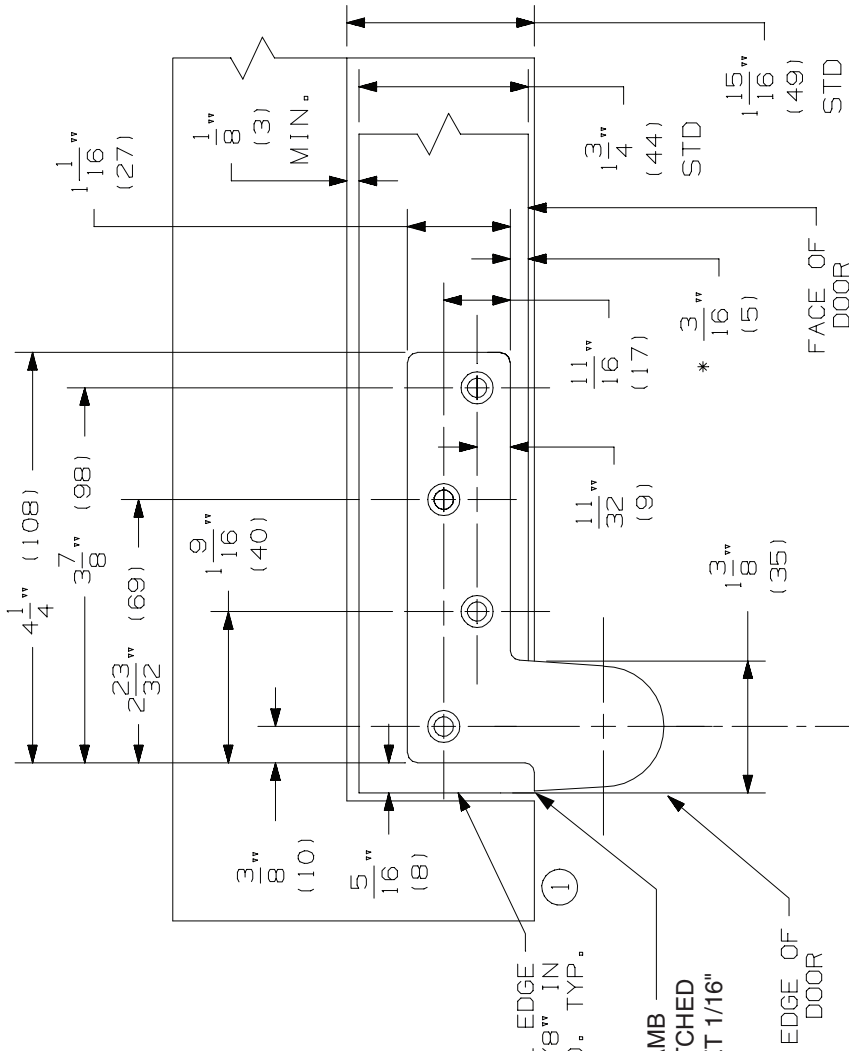 4 1/4" (108)
3 7/8" (98)
2 23/32" (69)
1 9/16"
(40)
3/8"
(10)
5/16"
(8)
1 1/16"
(27)
1/8"
(3)
MIN.
1 3/4"
(44)
STD
1 15/16"
(49)
STD
11/16"
(17)
* 3/16"
(5)
11/32"
(9)
1 3/8"
(35)
FACE OF
DOOR
1
EDGE
IN
TYP.
1/16"
EDGE OF
DOOR